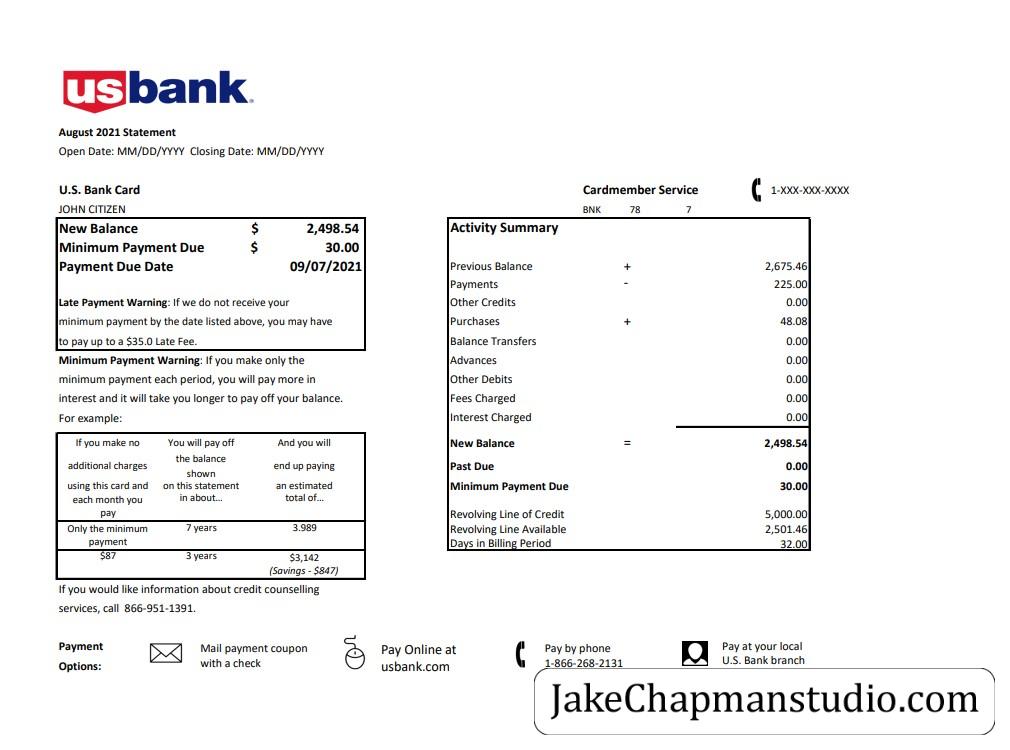 usbank.
August 2021 Statement
Open Date: MM/DD/YYYY Closing Date: MM/DD/YYYY
U.S. Bank Card
JOHN CITIZEN
New Balance $ 2,498.54
Minimum Payment Due $ 30.00
Payment Due Date 09/07/2021
Late Payment Warning: If we do not receive your
minimum payment by the date listed above, you may have
to pay up to a $35.0 Late Fee.
Minimum Payment Warning: If you make only the
minimum payment each period, you will pay more in
interest and it will take you longer to pay off your balance.
For example:
If you make no
additional charges
using this card and
each month you
pay
You will pay off
the balance
shown
on this statement
in about...
And you will
end up paying
an estimated
total of...
Only the minimum
payment
7 years
3.989
$87
3 years
$3,142
(Savings - $847)
If you would like information about credit counselling
services, call 866-951-1391.
Cardmember Service 1-XXX-XXX-XXXX
BNK 78 7
Activity Summary
Previous Balance + 2,675.46
Payments - 225.00
Other Credits 0.00
Purchases + 48.08
Balance Transfers 0.00
Advances 0.00
Other Debits 0.00
Fees Charged 0.00
Interest Charged 0.00
New Balance = 2,498.54
Past Due 0.00
Minimum Payment Due 30.00
Revolving Line of Credit 5,000.00
Revolving Line Available 2,501.46
Days in Billing Period 32.00
Payment
Options:
Mail payment coupon
with a check
Pay Online at
usbank.com
Pay by phone
1-866-268-2131
Pay at your local
U.S. Bank branch
JakeChapmanstudio.com